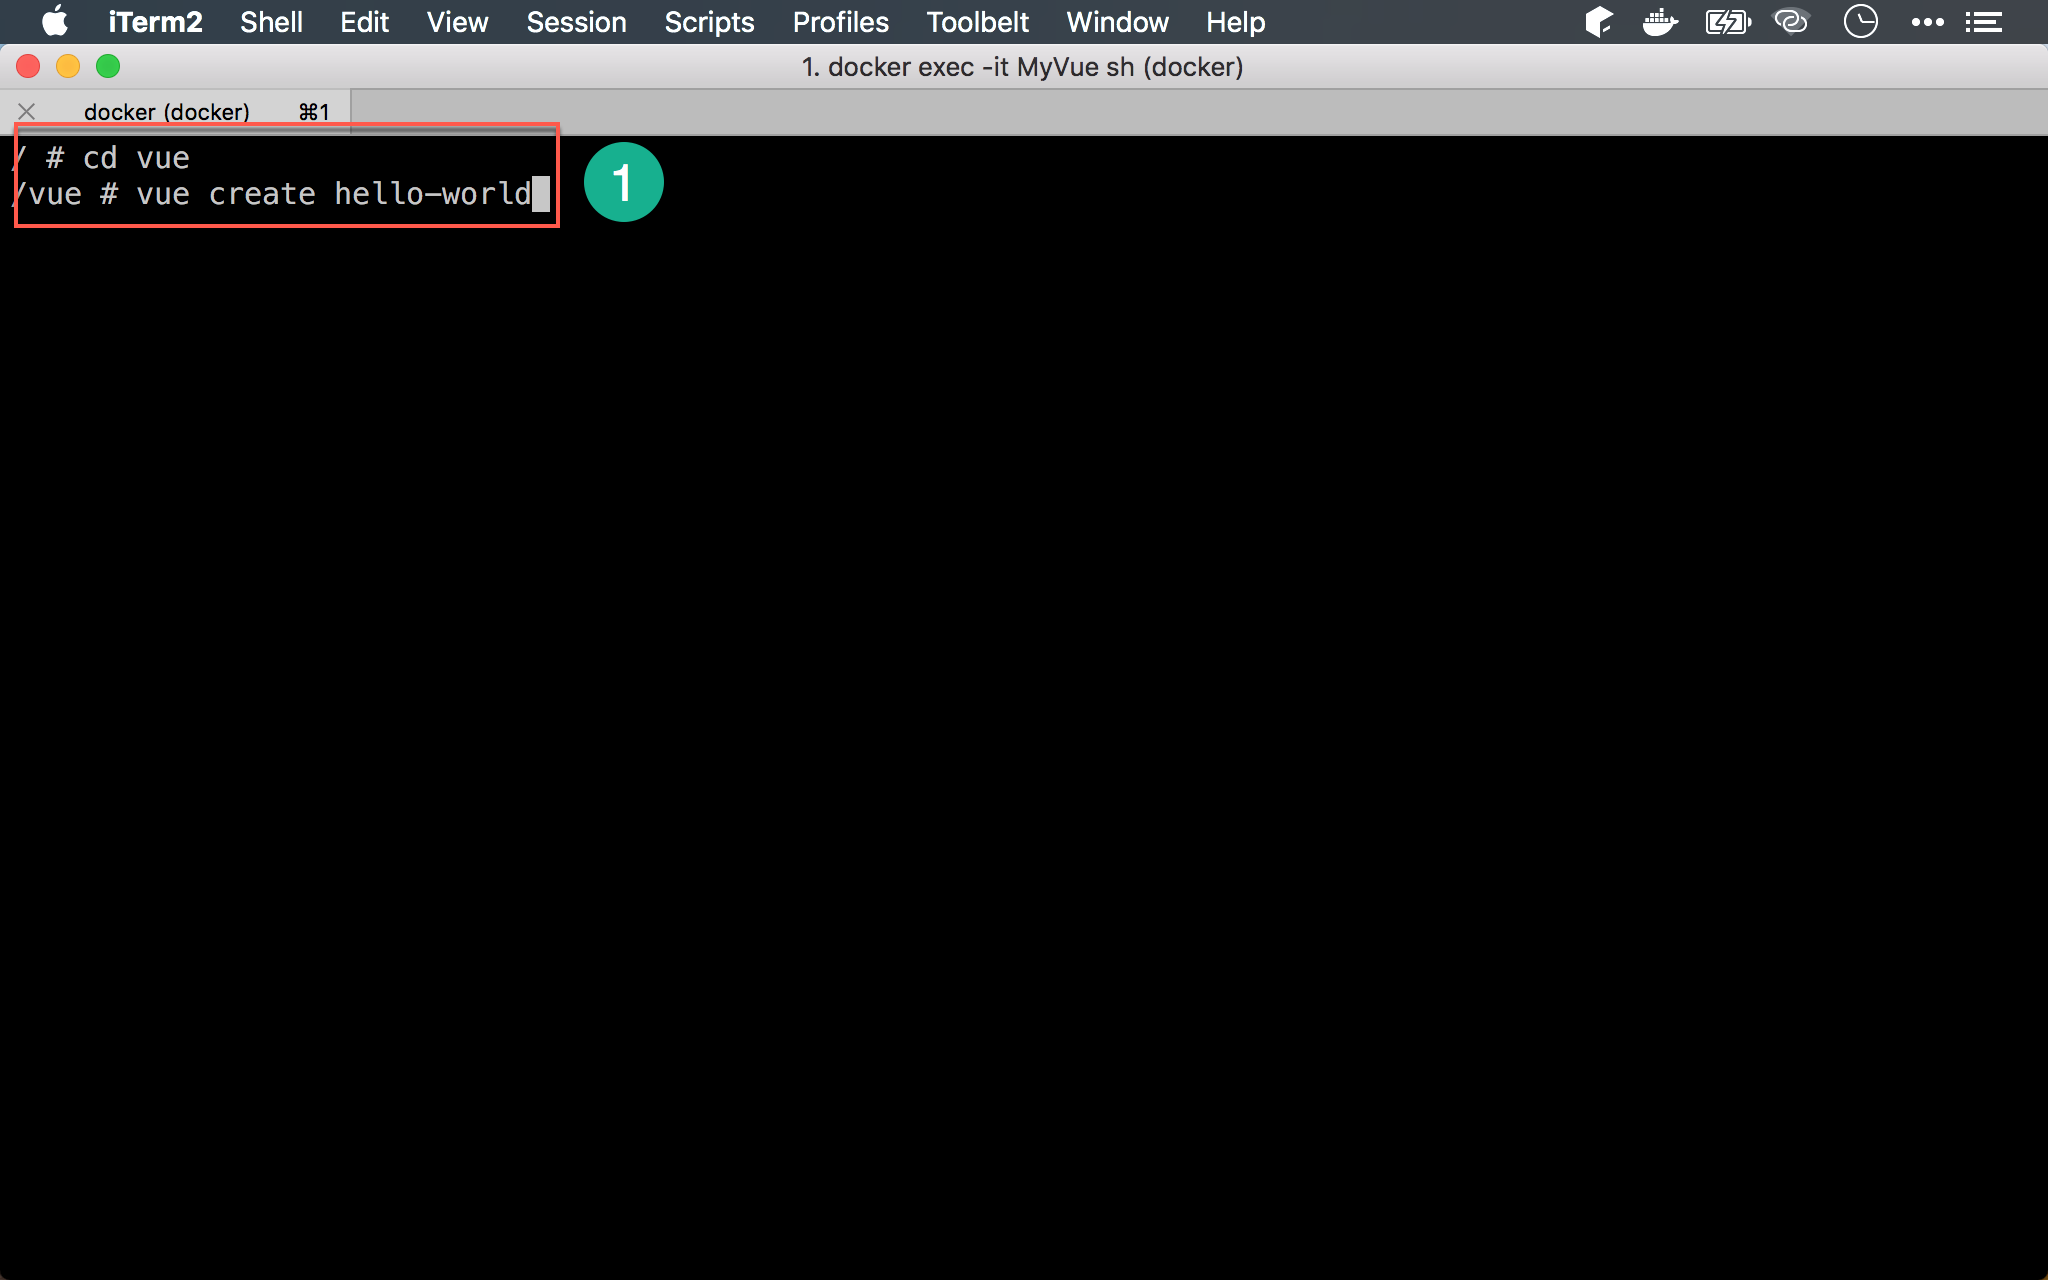 iTerm2 Shell Edit View Session Scripts Profiles Toolbelt Window Help
1. docker exec -it MyVue sh (docker)
docker (docker) ⌘1
/ # cd vue
/vue # vue create hello-world
1